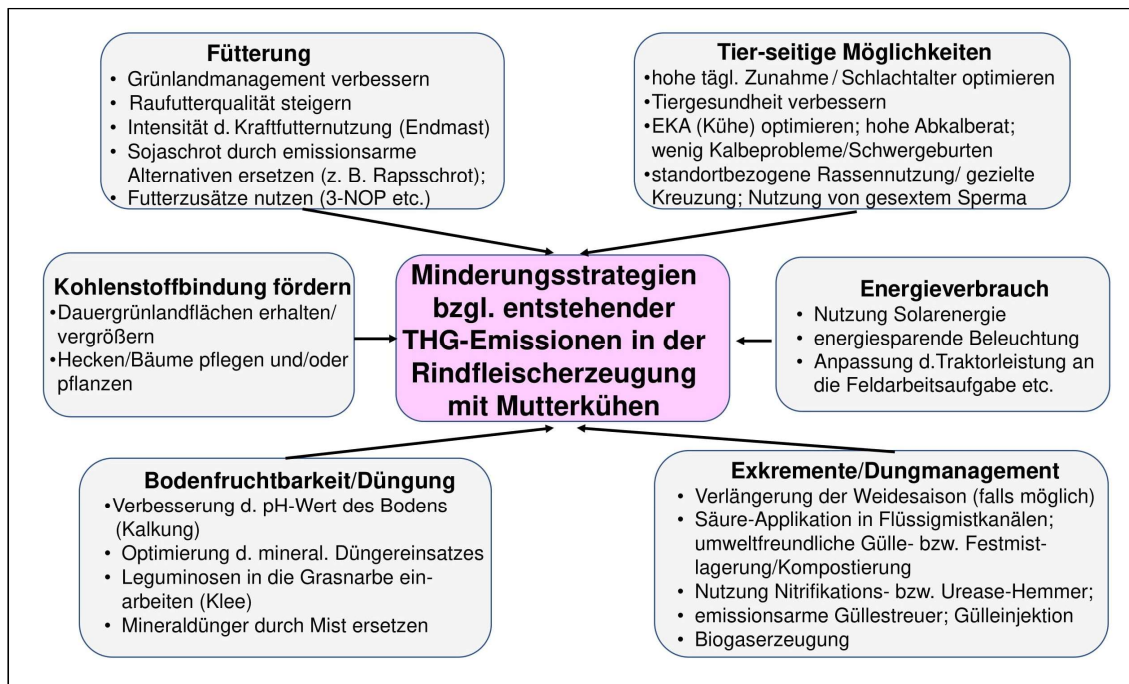 Fütterung
• Grünlandmanagement verbessern
• Raufutterqualität steigern
• Intensität d. Kraftfutternutzung (Endmast)
• Sojaschrot durch emissionsarme
Alternativen ersetzen (z. B. Rapsschrot);
• Futterzusätze nutzen (3-NOP etc.)
Tier-seitige Möglichkeiten
•hohe tägl. Zunahme / Schlachtalter optimieren
•Tiergesundheit verbessern
•EKA (Kühe) optimieren; hohe Abkalberat;
wenig Kalbeprobleme/Schwergeburten
•standortbezogene Rassennutzung/ gezielte
Kreuzung; Nutzung von gesextem Sperma
Kohlenstoffbindung fördern
•Dauergrünlandflächen erhalten/
vergrößern
•Hecken/Bäume pflegen und/oder
pflanzen
Minderungsstrategien
bzgl. entstehender
THG-Emissionen in der
Rindfleischerzeugung
mit Mutterkühen
Energieverbrauch
• Nutzung Solarenergie
• energiesparende Beleuchtung
• Anpassung d.Traktorleistung an
die Feldarbeitsaufgabe etc.
Bodenfruchtbarkeit/Düngung
•Verbesserung d. pH-Wert des Bodens
(Kalkung)
• Optimierung d. mineral. Düngereinsatzes
• Leguminosen in die Grasnarbe ein-
arbeiten (Klee)
• Mineraldünger durch Mist ersetzen
Exkremente/Dungmanagement
• Verlängerung der Weidesaison (falls möglich)
• Säure-Applikation in Flüssigmistkanälen;
umweltfreundliche Gülle- bzw. Festmist-
lagerung/Kompostierung
• Nutzung Nitrifikations- bzw. Urease-Hemmer;
• emissionsarme Güllestreuer; Gülleinjektion
• Biogaserzeugung